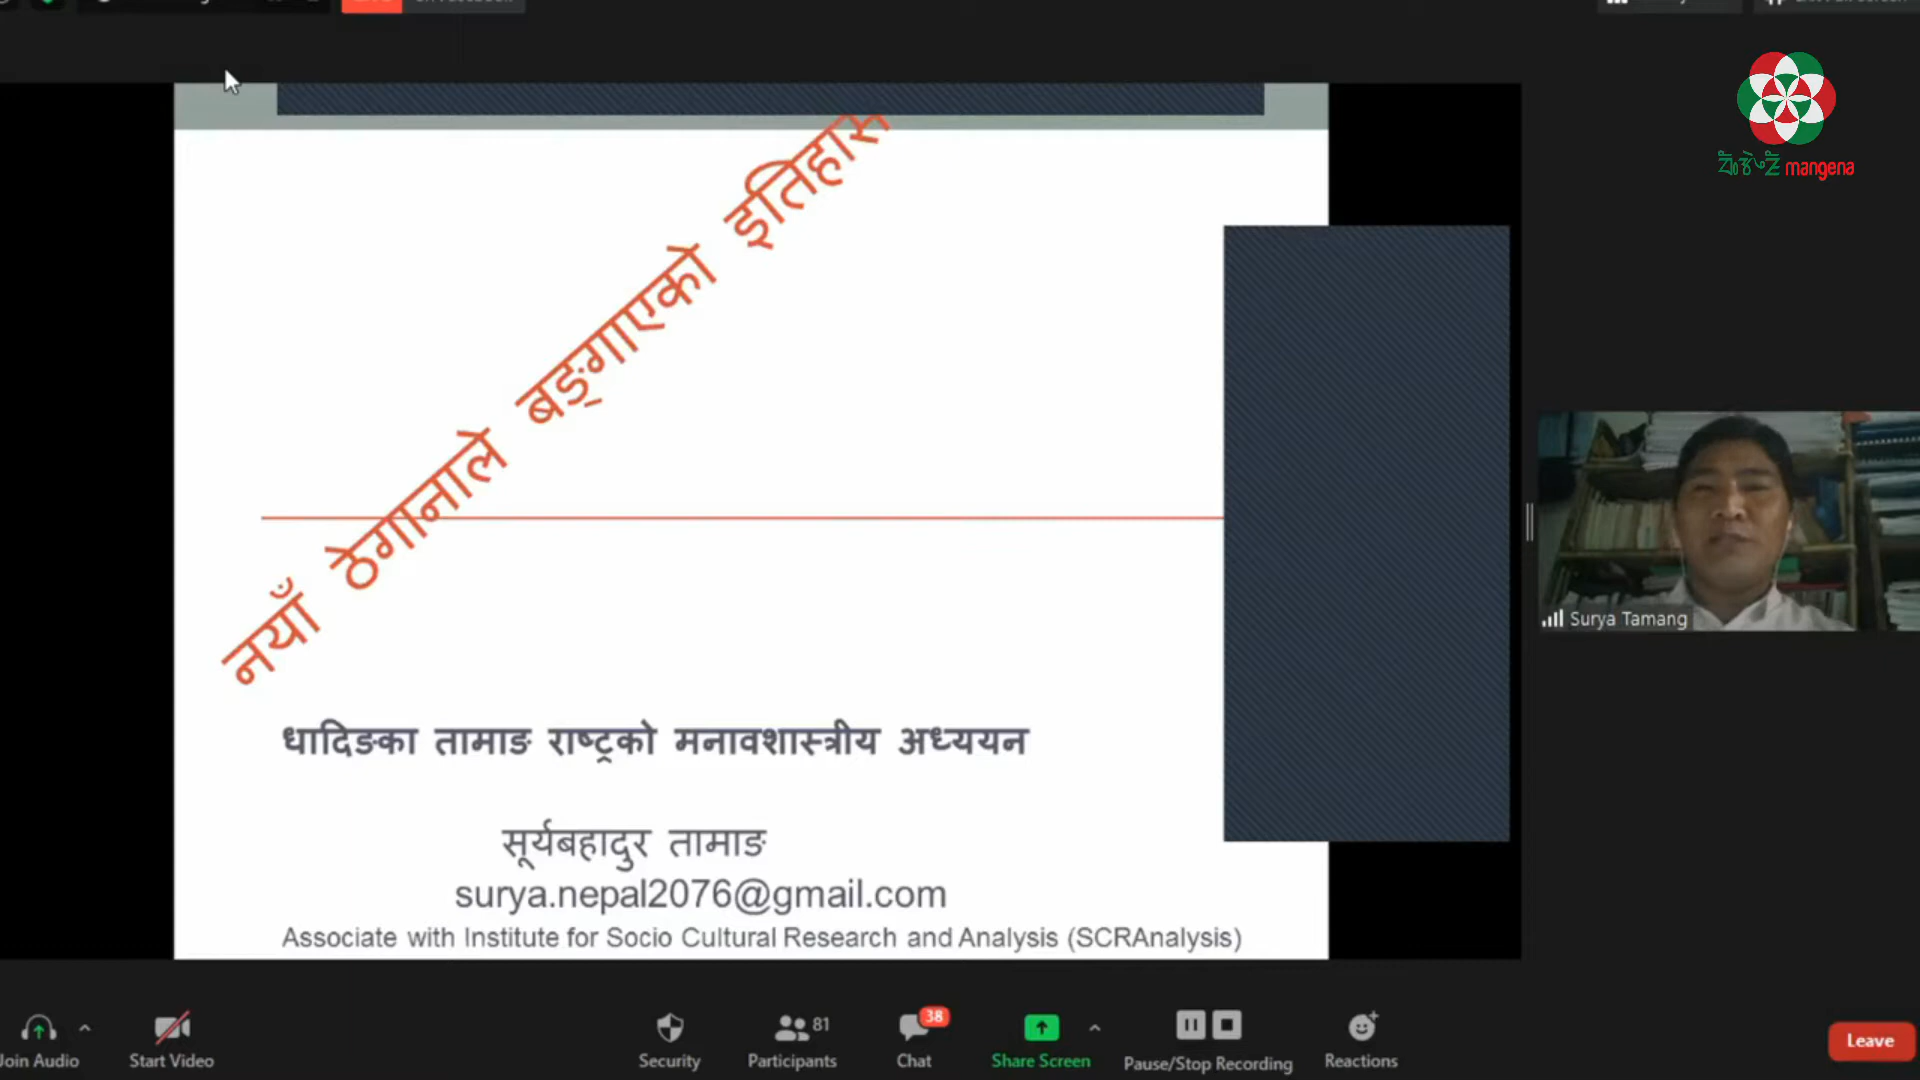 mangena
नयाँ ठेगानाले बङ्गाएको इतिहास
Surya Tamang
धादिङका तामाङ राष्ट्रको मनावशास्त्रीय अध्ययन
सूर्यबहादुर तामाङ
surya.nepal2076@gmail.com
Associate with Institute for Socio Cultural Research and Analysis (SCRAnalysis)
Join Audio
Start Video
Security
Participants 81
Chat 38
Share Screen
Pause/Stop Recording
Reactions
Leave